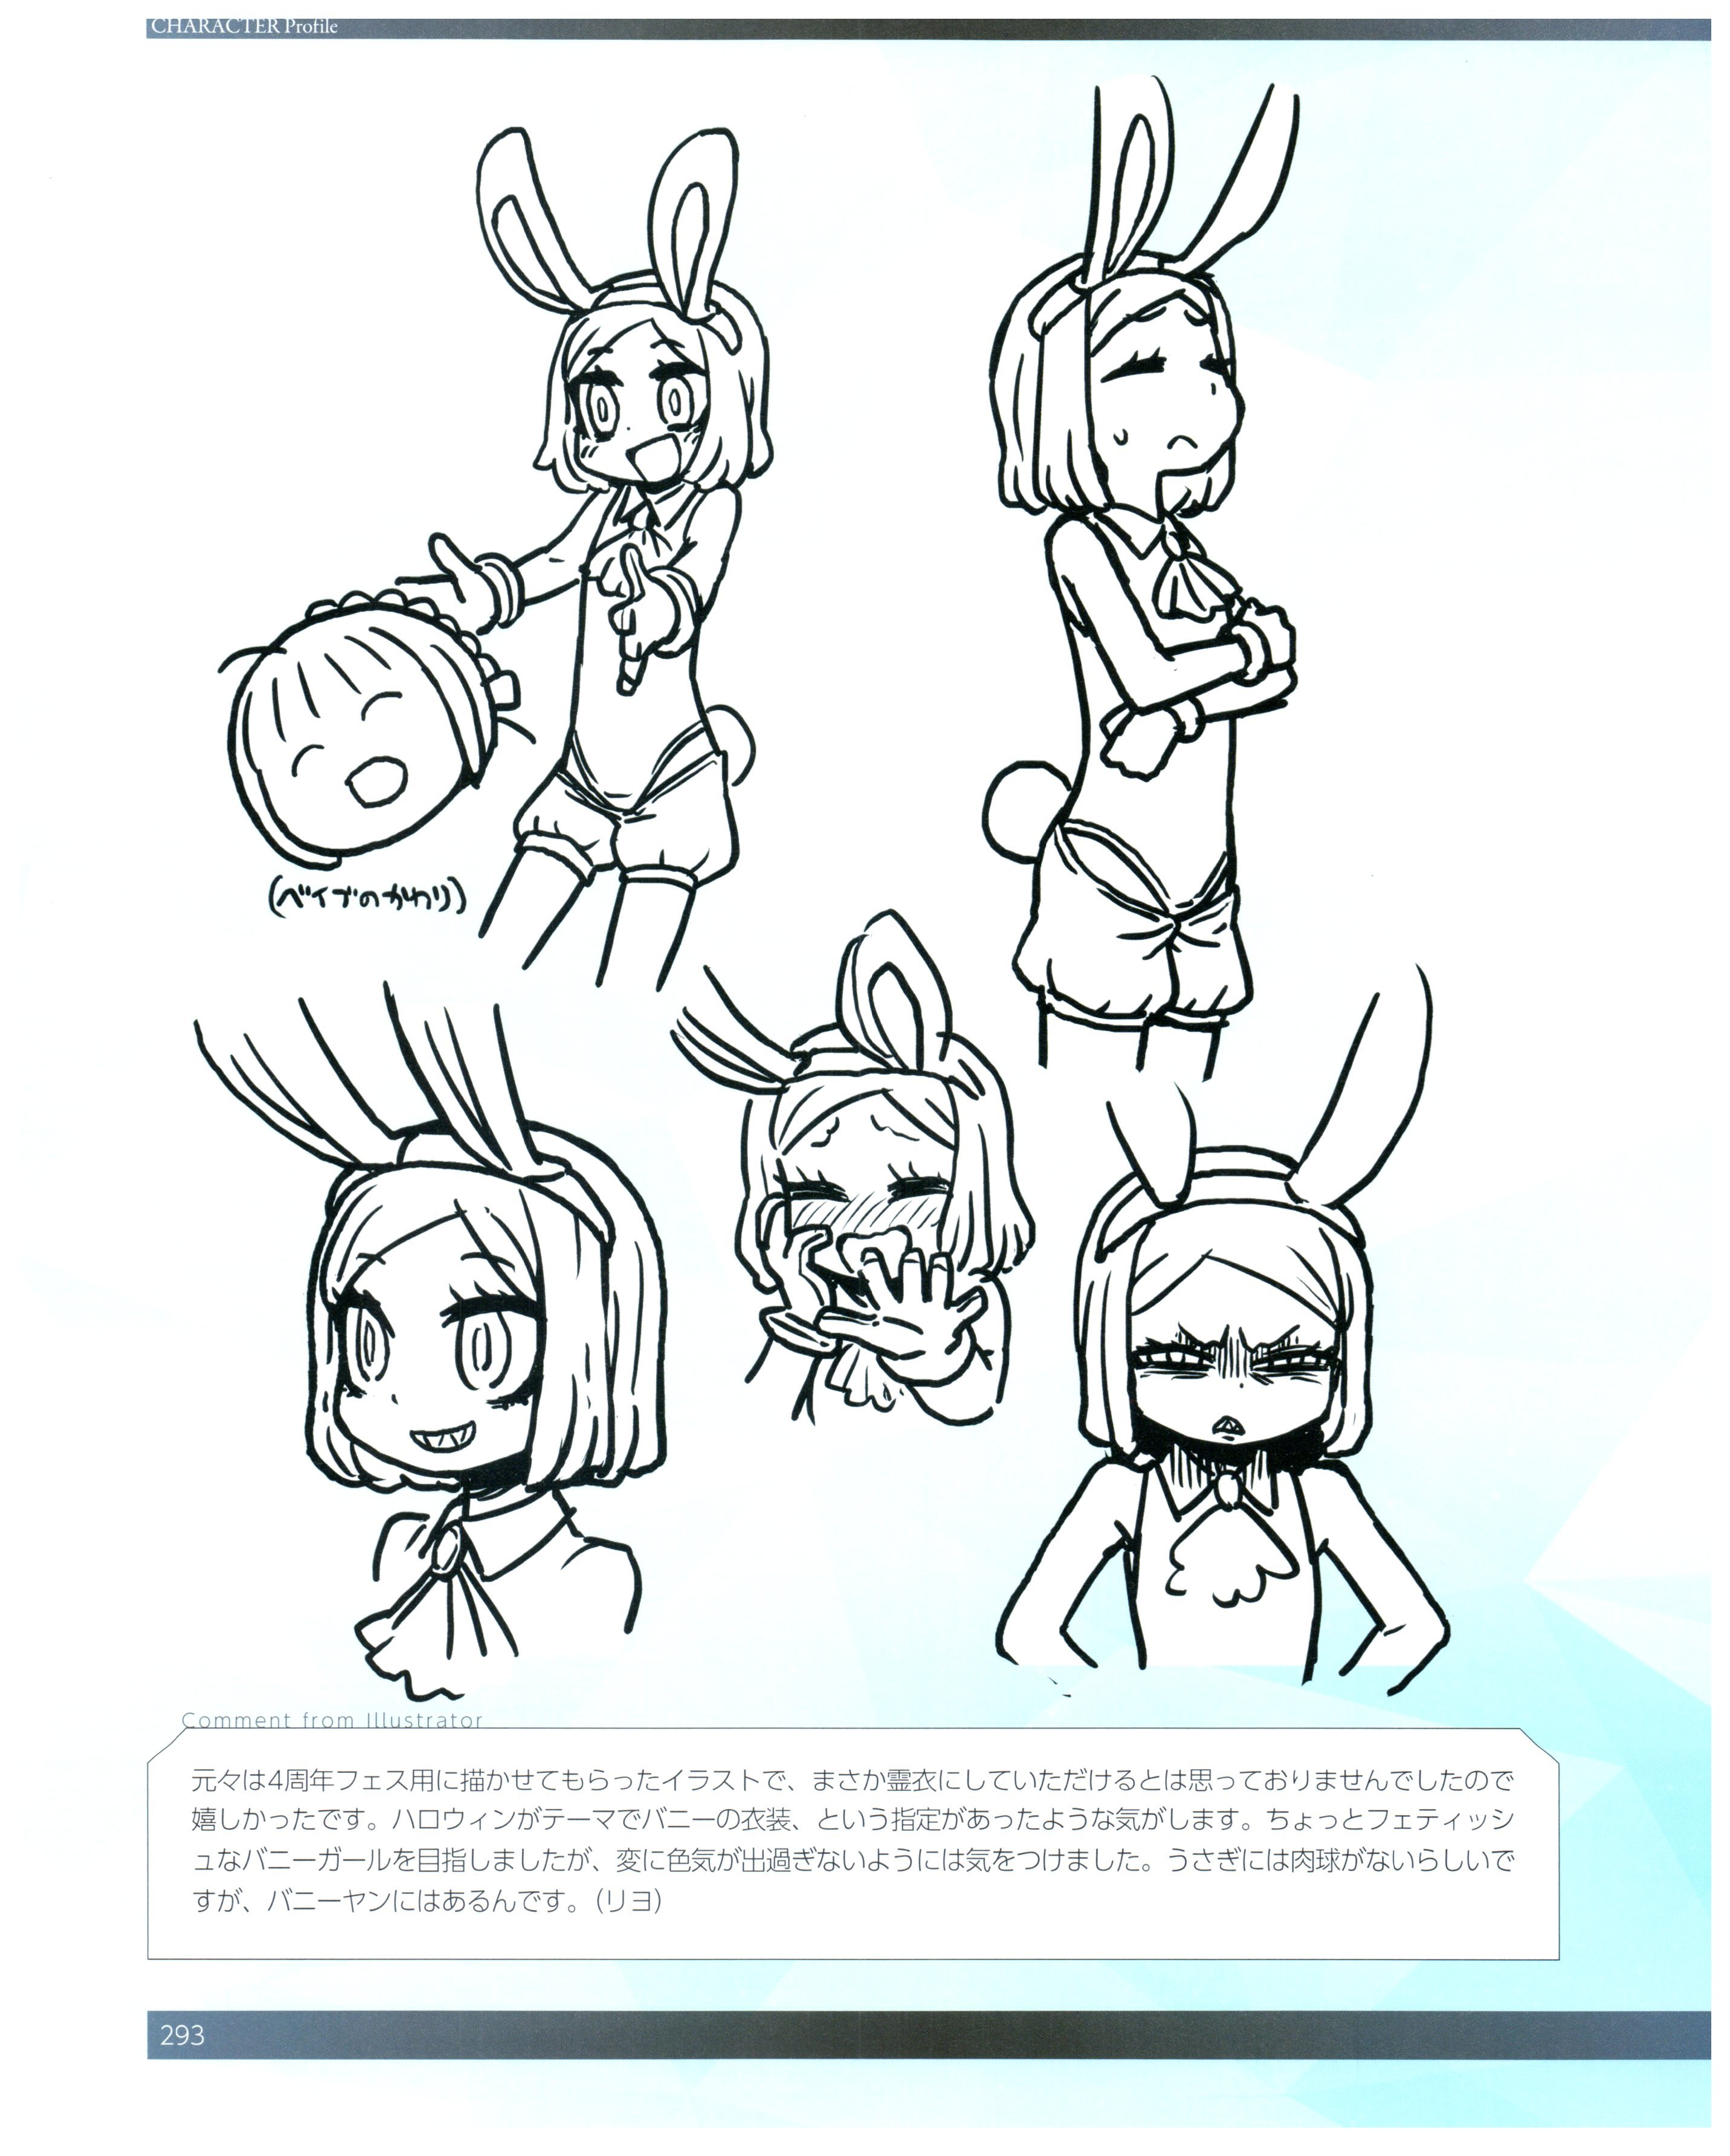 CHARACTER Profile
(ベイブのかわり)
Comment from Illustrator
元々は4周年フェス用に描かせてもらったイラストで、まさか霊衣にしていただけるとは思っておりませんでしたので
嬉しかったです。ハロウィンがテーマでバニーの衣装、という指定があったような気がします。ちょっとフェティッシ
ュなバニーガールを目指しましたが、変に色気が出過ぎないようには気をつけました。うさぎには肉球がないらしいで
すが、バニーヤンにはあるんです。（リヨ）
293